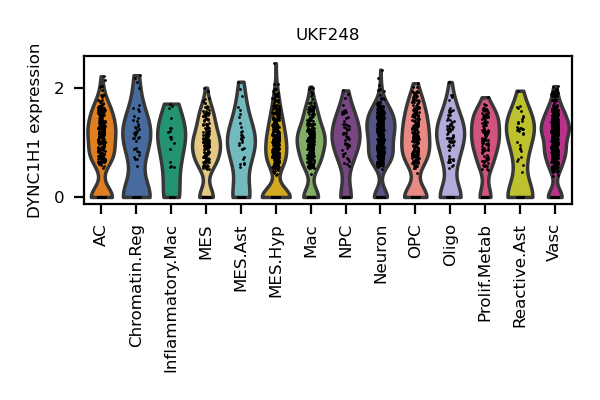 UKF248
DYNC1H1 expression
2
0
AC
Chromatin.Reg
Inflammatory.Mac
MES
MES.Ast
MES.Hyp
Mac
NPC
Neuron
OPC
Oligo
Prolif.Metab
Reactive.Ast
Vasc